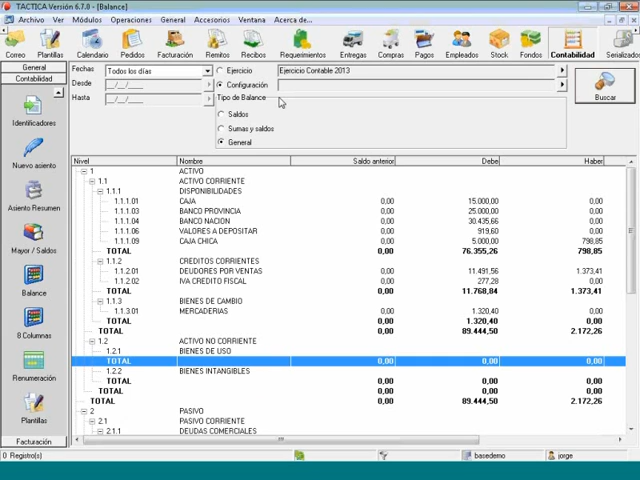 TACTICA Versión 6.7.0 - [Balance]
Archivo Ver Módulos Operaciones General Accesorios Ventana Acerca de...
Correo Plantillas Calendario Pedidos Facturación Remitos Recibos Requerimientos Entregas Compras Pagos Empleados Stock Fondos Contabilidad Serializado
General
Contabilidad
Identificadores
Nuevo asiento
Asiento Resumen
Mayor / Saldos
Balance
8 Columnas
Renumeración
Plantillas
Facturación
Fechas Todos los días
Desde __/__/____
Hasta __/__/____
Ejercicio Ejercicio Contable 2013
Configuración
Tipo de Balance
Saldos
Sumas y saldos
General
Buscar
Nivel Nombre Saldo anterior Debe Haber
1 ACTIVO
1.1 ACTIVO CORRIENTE
1.1.1 DISPONIBILIDADES
1.1.1.01 CAJA 0,00 15.000,00 0,00
1.1.1.03 BANCO PROVINCIA 0,00 25.000,00 0,00
1.1.1.04 BANCO NACION 0,00 30.435,66 0,00
1.1.1.06 VALORES A DEPOSITAR 0,00 919,60 0,00
1.1.1.09 CAJA CHICA 0,00 5.000,00 798,85
TOTAL 0,00 76.355,26 798,85
1.1.2 CREDITOS CORRIENTES
1.1.2.01 DEUDORES POR VENTAS 0,00 11.491,56 1.373,41
1.1.2.02 IVA CREDITO FISCAL 0,00 277,28 0,00
TOTAL 0,00 11.768,84 1.373,41
1.1.3 BIENES DE CAMBIO
1.1.3.01 MERCADERIAS 0,00 1.320,40 0,00
TOTAL 0,00 1.320,40 0,00
TOTAL 0,00 89.444,50 2.172,26
1.2 ACTIVO NO CORRIENTE
1.2.1 BIENES DE USO
TOTAL 0,00 0,00 0,00
1.2.2 BIENES INTANGIBLES
TOTAL 0,00 0,00 0,00
TOTAL 0,00 0,00 0,00
TOTAL 0,00 89.444,50 2.172,26
2 PASIVO
2.1 PASIVO CORRIENTE
2.1.1 DEUDAS COMERCIALES
0 Registro(s) basedemo jorge